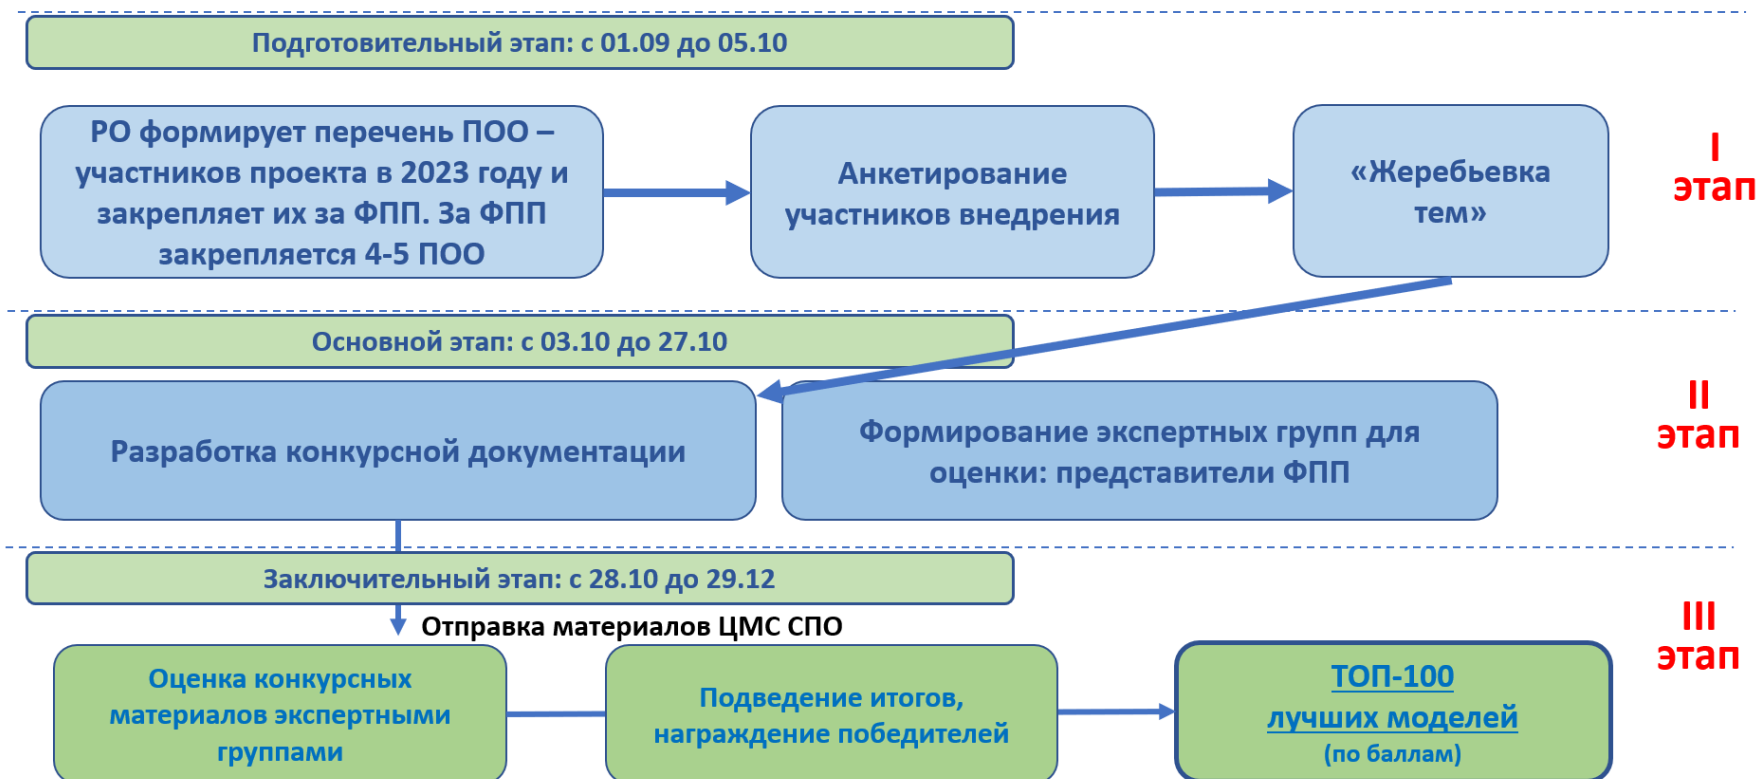 Подготовительный этап: с 01.09 до 05.10
РО формирует перечень ПОО –
участников проекта в 2023 году и
закрепляет их за ФПП. За ФПП
закрепляется 4-5 ПОО
Анкетирование
участников внедрения
«Жеребьевка
тем»
I
этап
Основной этап: с 03.10 до 27.10
Разработка конкурсной документации
Формирование экспертных групп для
оценки: представители ФПП
II
этап
Заключительный этап: с 28.10 до 29.12
Отправка материалов ЦМС СПО
Оценка конкурсных
материалов экспертными
группами
Подведение итогов,
награждение победителей
ТОП-100
лучших моделей
(по баллам)
III
этап